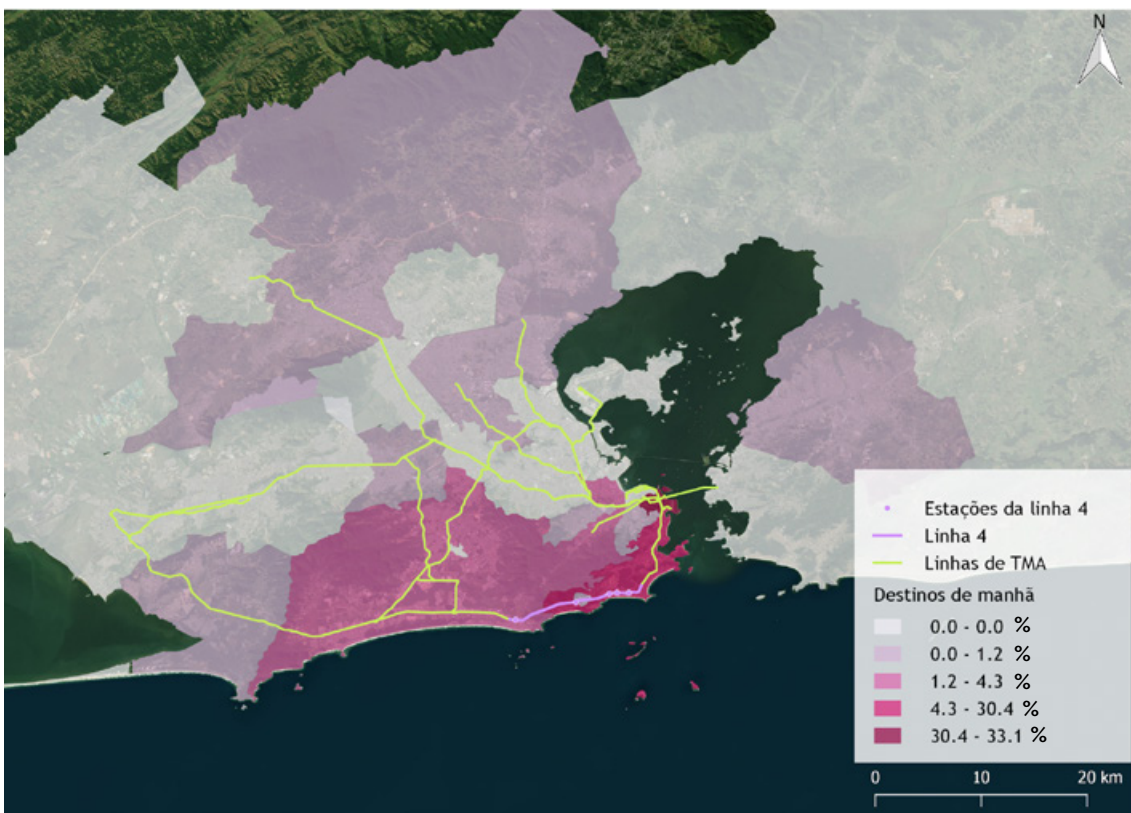 N
Estações da linha 4
Linha 4
Linhas de TMA
Destinos de manhã
0.0 - 0.0 %
0.0 - 1.2 %
1.2 - 4.3 %
4.3 - 30.4 %
30.4 - 33.1 %
0 10 20 km